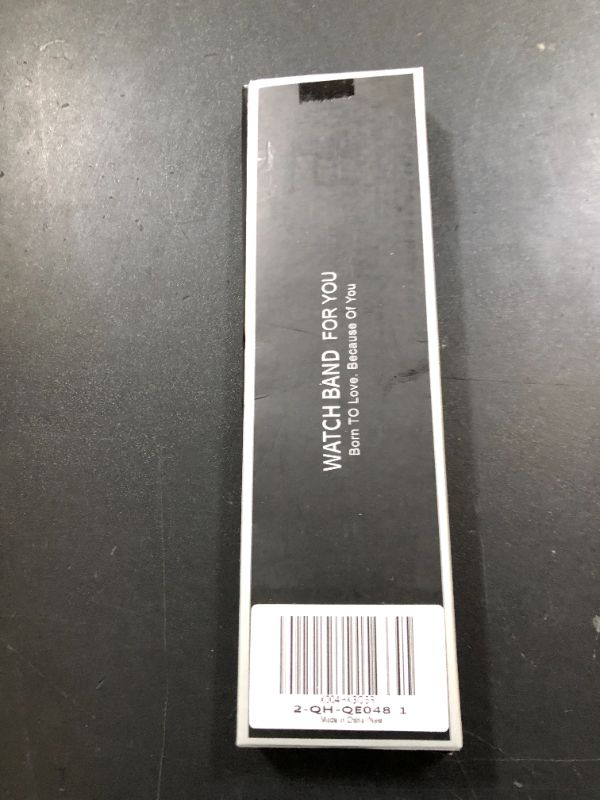 WATCH BAND FOR YOU
Born TO Love. Because Of You
2-QH-QE048 1
Made in China New